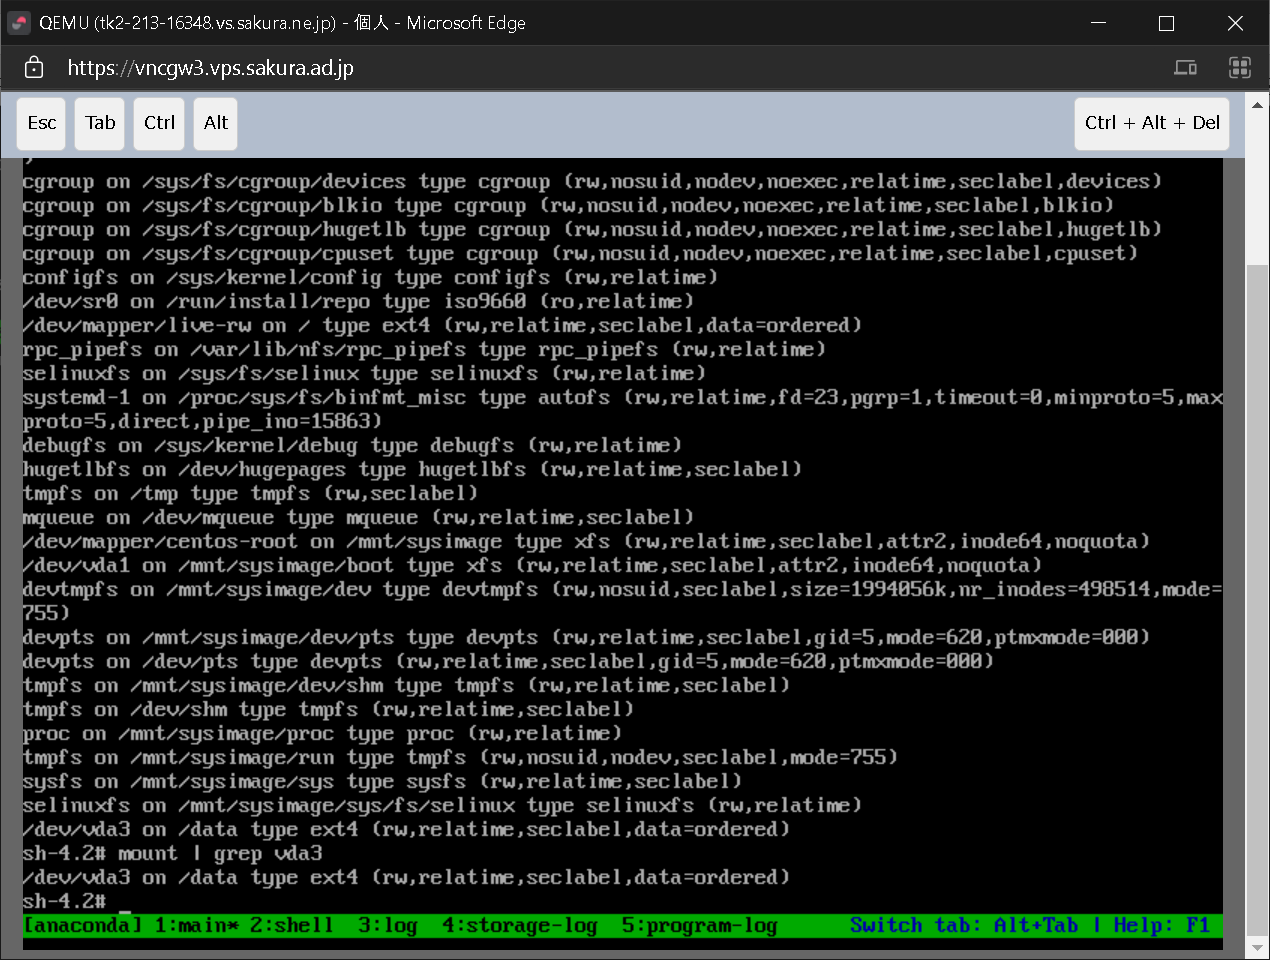 QEMU (tk2-213-16348.vs.sakura.ne.jp) - 個人 - Microsoft Edge
https://vncgw3.vps.sakura.ad.jp
Esc Tab Ctrl Alt Ctrl + Alt + Del
cgroup on /sys/fs/cgroup/devices type cgroup (rw,nosuid,nodev,noexec,relatime,seclabel,devices)
cgroup on /sys/fs/cgroup/blkio type cgroup (rw,nosuid,nodev,noexec,relatime,seclabel,blkio)
cgroup on /sys/fs/cgroup/hugetlb type cgroup (rw,nosuid,nodev,noexec,relatime,seclabel,hugetlb)
cgroup on /sys/fs/cgroup/cpuset type cgroup (rw,nosuid,nodev,noexec,relatime,seclabel,cpuset)
configfs on /sys/kernel/config type configfs (rw,relatime)
/dev/sr0 on /run/install/repo type iso9660 (ro,relatime)
/dev/mapper/live-rw on / type ext4 (rw,relatime,seclabel,data=ordered)
rpc_pipefs on /var/lib/nfs/rpc_pipefs type rpc_pipefs (rw,relatime)
selinuxfs on /sys/fs/selinux type selinuxfs (rw,relatime)
systemd-1 on /proc/sys/fs/binfmt_misc type autofs (rw,relatime,fd=23,pgrp=1,timeout=0,minproto=5,max
proto=5,direct,pipe_ino=15863)
debugfs on /sys/kernel/debug type debugfs (rw,relatime)
hugetlbfs on /dev/hugepages type hugetlbfs (rw,relatime,seclabel)
tmpfs on /tmp type tmpfs (rw,seclabel)
mqueue on /dev/mqueue type mqueue (rw,relatime,seclabel)
/dev/mapper/centos-root on /mnt/sysimage type xfs (rw,relatime,seclabel,attr2,inode64,noquota)
/dev/vda1 on /mnt/sysimage/boot type xfs (rw,relatime,seclabel,attr2,inode64,noquota)
devtmpfs on /mnt/sysimage/dev type devtmpfs (rw,nosuid,seclabel,size=1994056k,nr_inodes=498514,mode=
755)
devpts on /mnt/sysimage/dev/pts type devpts (rw,relatime,seclabel,gid=5,mode=620,ptmxmode=000)
devpts on /dev/pts type devpts (rw,relatime,seclabel,gid=5,mode=620,ptmxmode=000)
tmpfs on /mnt/sysimage/dev/shm type tmpfs (rw,relatime,seclabel)
tmpfs on /dev/shm type tmpfs (rw,relatime,seclabel)
proc on /mnt/sysimage/proc type proc (rw,relatime)
tmpfs on /mnt/sysimage/run type tmpfs (rw,nosuid,nodev,seclabel,mode=755)
sysfs on /mnt/sysimage/sys type sysfs (rw,relatime,seclabel)
selinuxfs on /mnt/sysimage/sys/fs/selinux type selinuxfs (rw,relatime)
/dev/vda3 on /data type ext4 (rw,relatime,seclabel,data=ordered)
sh-4.2# mount | grep vda3
/dev/vda3 on /data type ext4 (rw,relatime,seclabel,data=ordered)
sh-4.2# _
[anaconda] 1:main* 2:shell 3:log 4:storage-log 5:program-log Switch tab: Alt+Tab | Help: F1